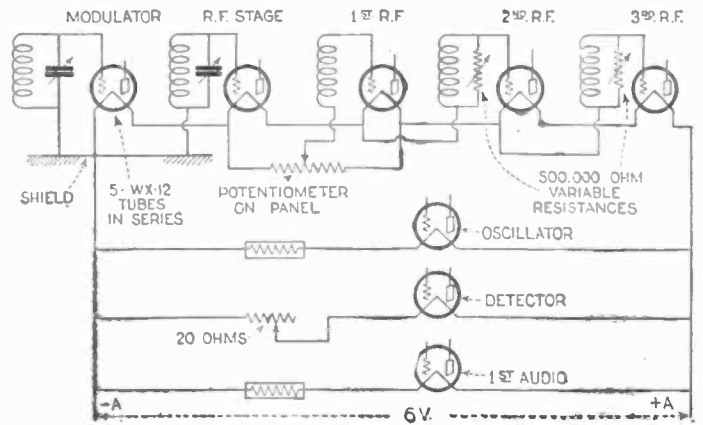 MODULATOR
R.F. STAGE
1ST R.F.
2ND R.F.
3RD R.F.
SHIELD
5-WX-12
TUBES
IN SERIES
POTENTIOMETER
ON PANEL
500,000 OHM
VARIABLE
RESISTANCES
OSCILLATOR
DETECTOR
20 OHMS
1ST AUDIO
-A
6V.
+A